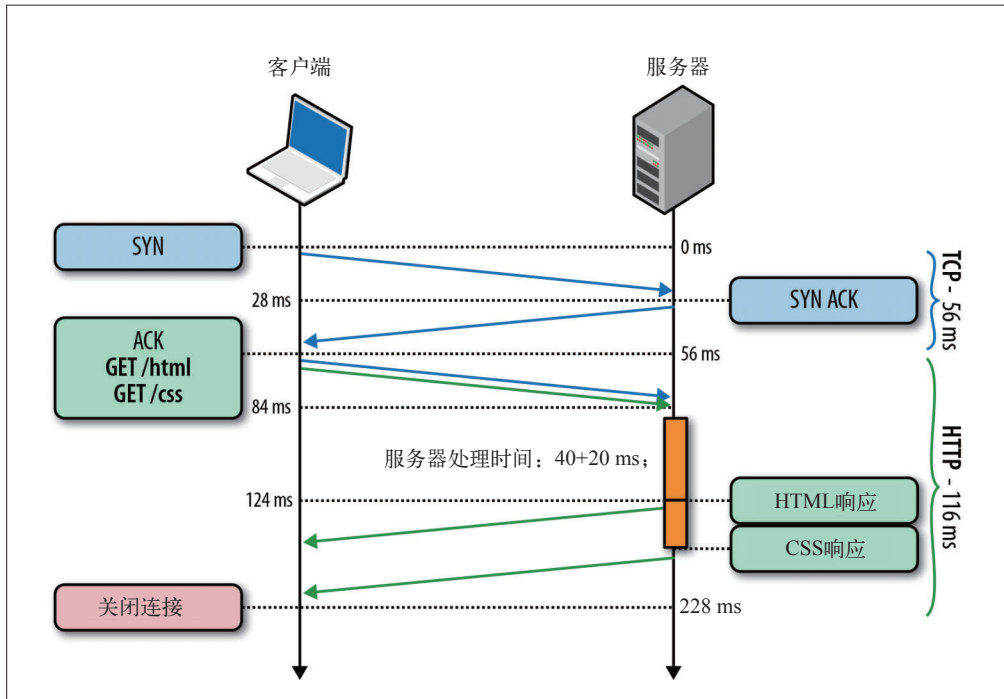 客户端
服务器
SYN
0 ms
28 ms
SYN ACK
TCP - 56 ms
ACK
GET /html
GET /css
56 ms
84 ms
服务器处理时间：40+20 ms；
HTTP - 116 ms
124 ms
HTML响应
CSS响应
关闭连接
228 ms